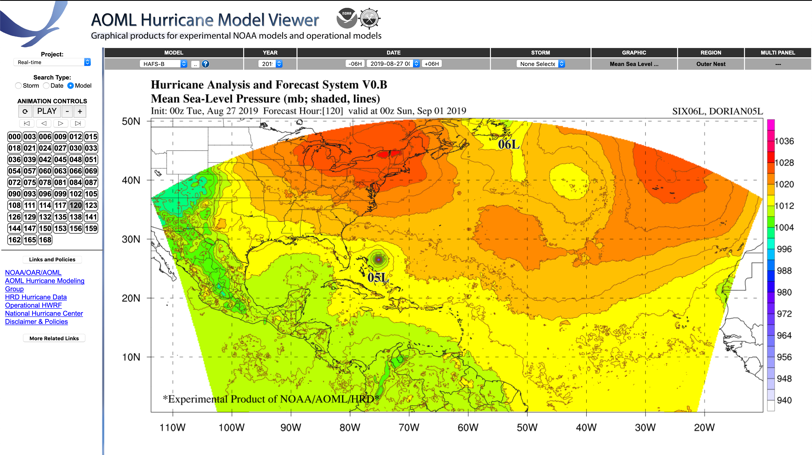 AOML Hurricane Model Viewer
Graphical products for experimental NOAA models and operational models
Project:
Real-time
Search Type:
Storm Date Model
ANIMATION CONTROLS
PLAY - +
000 003 006 009 012 015
018 021 024 027 030 033
036 039 042 045 048 051
054 057 060 063 066 069
072 075 078 081 084 087
090 093 096 099 102 105
108 111 114 117 120 123
126 129 132 135 138 141
144 147 150 153 156 159
162 165 168
Links and Policies
NOAA/OAR/AOML
AOML Hurricane Modeling
Group
HRD Hurricane Data
Operational HWRF
National Hurricane Center
Disclaimer & Policies
More Related Links
MODEL YEAR DATE STORM GRAPHIC REGION MULTI PANEL
HAFS-B ... ? 201 -06H 2019-08-27 0 +06H None Select Mean Sea Level ... Outer Nest ---
Hurricane Analysis and Forecast System V0.B
Mean Sea-Level Pressure (mb; shaded, lines)
Init: 00z Tue, Aug 27 2019 Forecast Hour:[120] valid at 00z Sun, Sep 01 2019 SIX06L, DORIAN05L
50N
40N
30N
20N
10N
06L
05L
*Experimental Product of NOAA/AOML/HRD*
110W 100W 90W 80W 70W 60W 50W 40W 30W 20W
1036
1028
1020
1012
1004
996
988
980
972
964
956
948
940